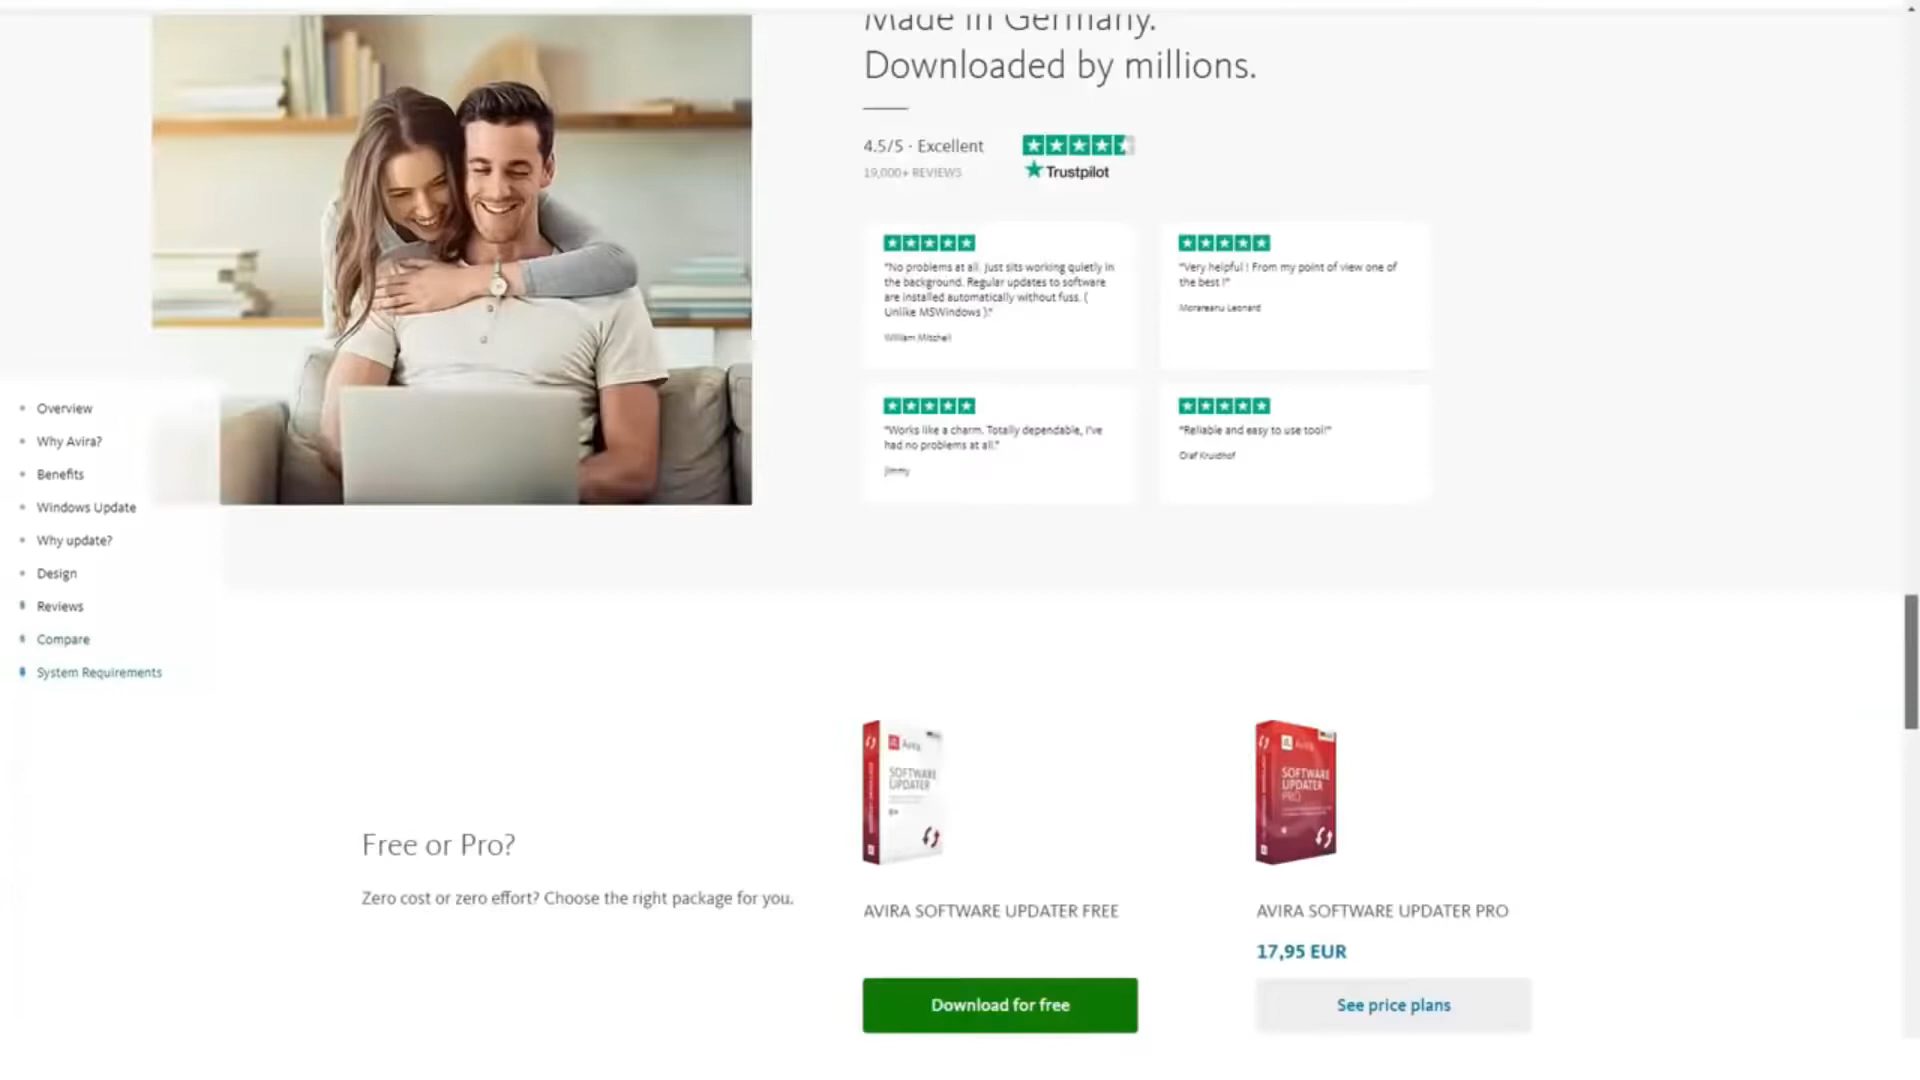 Made in Germany.
Downloaded by millions.
4.5/5 · Excellent
19,000+ REVIEWS
Trustpilot
"No problems at all. Just sits working quietly in
the background. Regular updates to software
are installed automatically without fuss. (
Unlike MSWindows )."
William Mitchell
"Very helpful ! From my point of view one of
the best !"
Morareanu Leonard
"Works like a charm. Totally dependable, I've
had no problems at all."
Jimmy
"Reliable and easy to use tool!"
Olaf Kruidhof
Overview
Why Avira?
Benefits
Windows Update
Why update?
Design
Reviews
Compare
System Requirements
Free or Pro?
Zero cost or zero effort? Choose the right package for you.
Avira
SOFTWARE
UPDATER
AVIRA SOFTWARE UPDATER FREE
Download for free
Avira
SOFTWARE
UPDATER
PRO
AVIRA SOFTWARE UPDATER PRO
17,95 EUR
See price plans